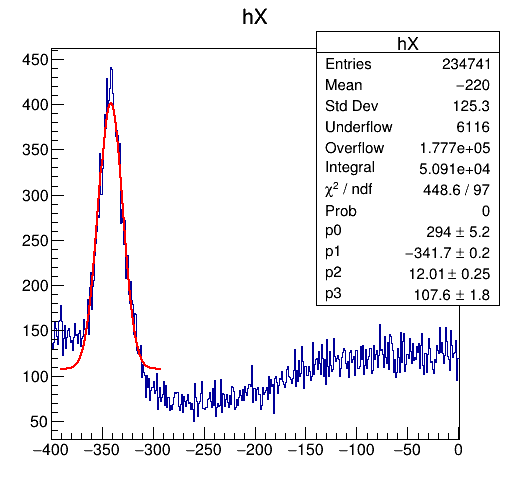 hX
hX
Entries 234741
Mean −220
Std Dev 125.3
Underflow 6116
Overflow 1.777e+05
Integral 5.091e+04
χ² / ndf 448.6 / 97
Prob 0
p0 294 ± 5.2
p1 −341.7 ± 0.2
p2 12.01 ± 0.25
p3 107.6 ± 1.8
450
400
350
300
250
200
150
100
50
−400 −350 −300 −250 −200 −150 −100 −50 0